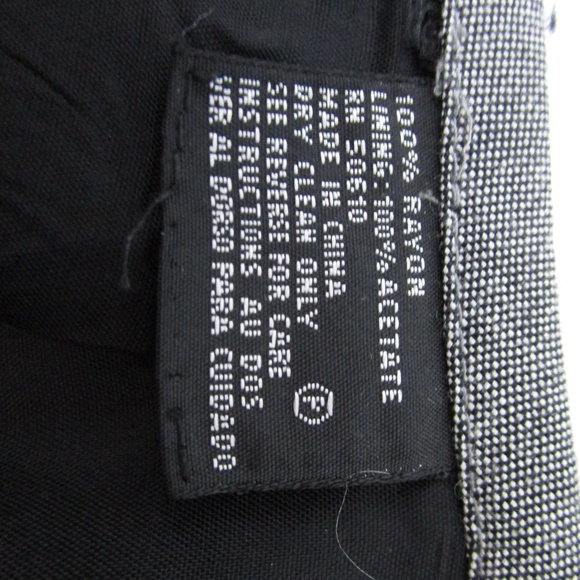 100% RAYON
LINING: 100% ACETATE
RN 50610
MADE IN CHINA
DRY CLEAN ONLY
SEE REVERSE FOR CARE
INSTRUCTIONS AU DOS
VER AL DORSO PARA CUIDADO
P